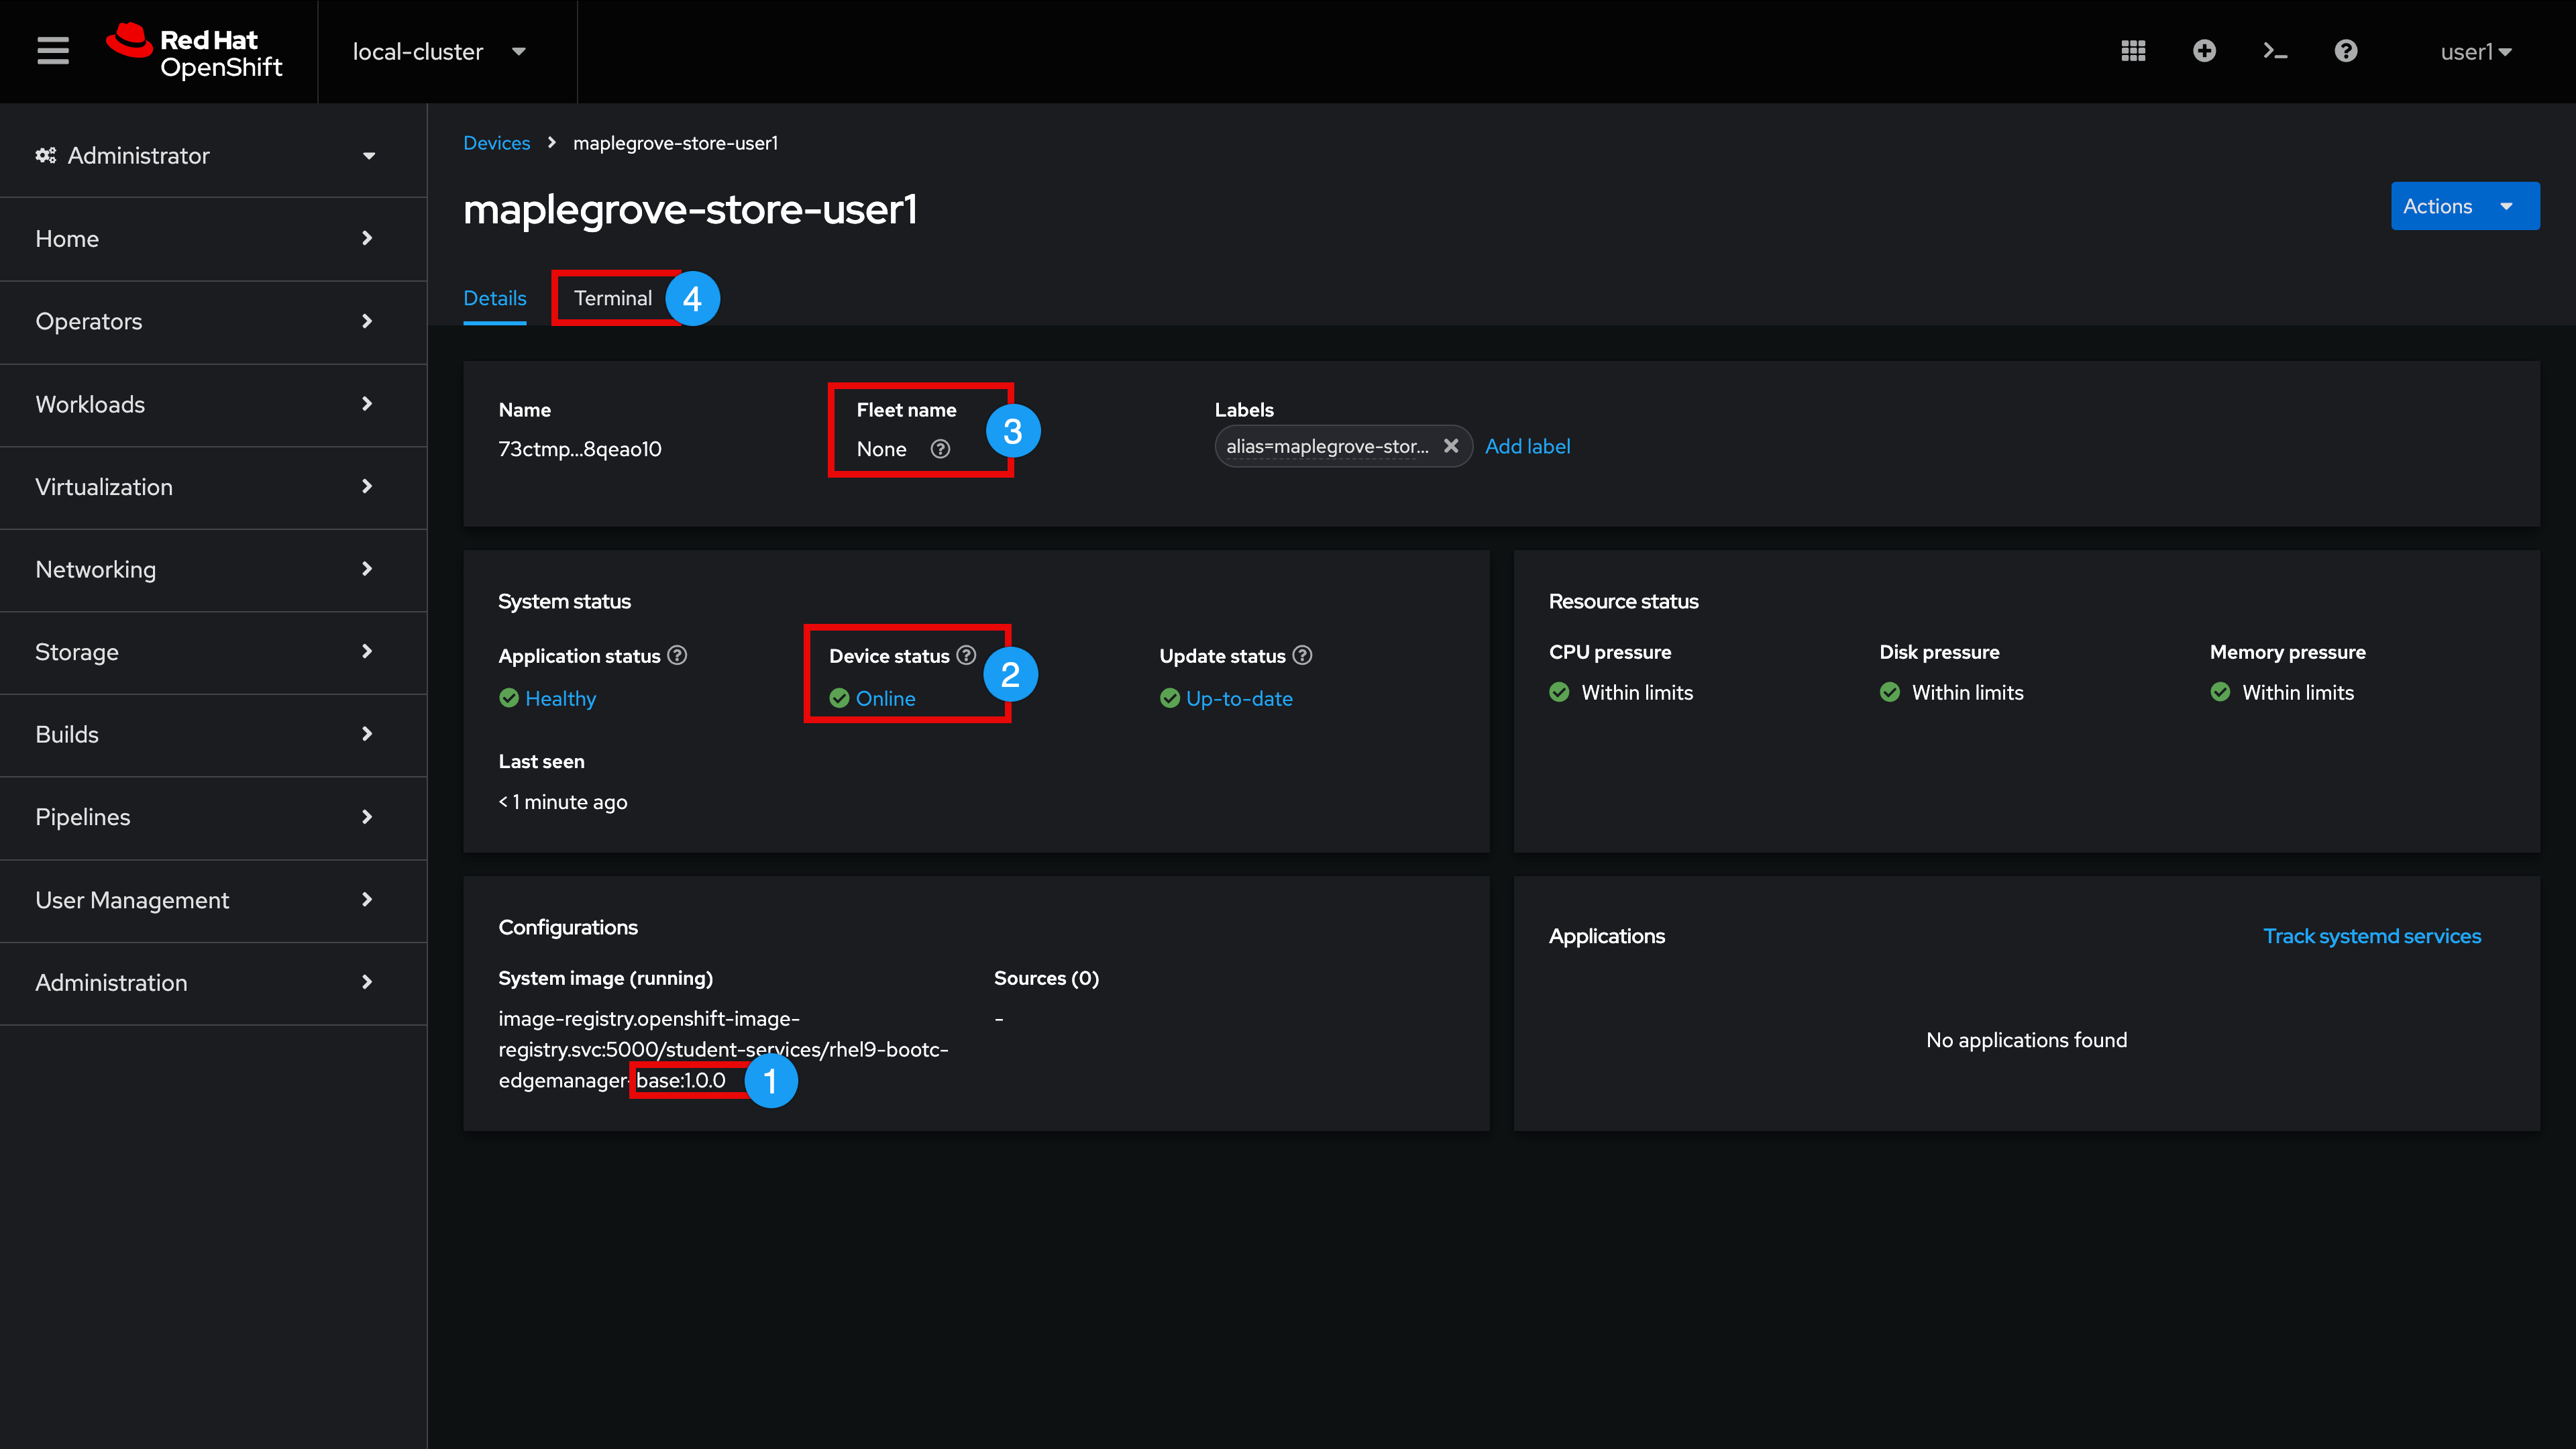 Red Hat
OpenShift
local-cluster
user1
Administrator
Home
Operators
Workloads
Virtualization
Networking
Storage
Builds
Pipelines
User Management
Administration
Devices > maplegrove-store-user1
maplegrove-store-user1
Actions
Details
Terminal
4
Name
73ctmp...8qeao10
Fleet name
None
3
Labels
alias=maplegrove-stor...
Add label
System status
Application status
Healthy
Device status
Online
2
Update status
Up-to-date
Last seen
< 1 minute ago
Resource status
CPU pressure
Within limits
Disk pressure
Within limits
Memory pressure
Within limits
Configurations
System image (running)
image-registry.openshift-image-
registry.svc:5000/student-services/rhel9-bootc-
edgemanager-base:1.0.0
1
Sources (0)
-
Applications
Track systemd services
No applications found